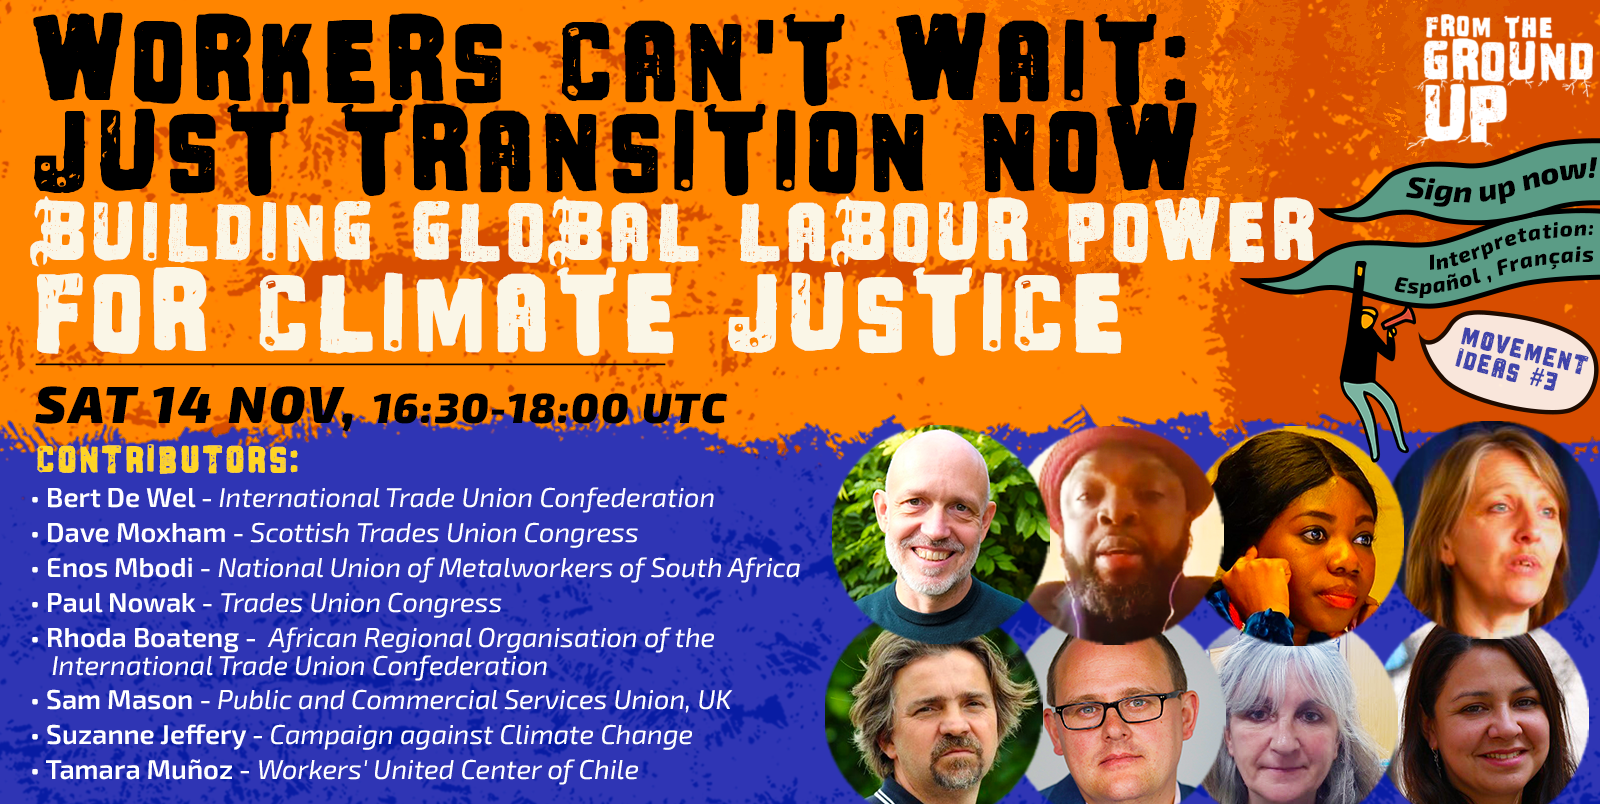 WORKERS CAN'T WAIT:
JUST TRANSITION NOW
BUILDING GLOBAL LABOUR POWER
FOR CLIMATE JUSTICE
SAT 14 NOV, 16:30-18:00 UTC
CONTRIBUTORS:
• Bert De Wel - International Trade Union Confederation
• Dave Moxham - Scottish Trades Union Congress
• Enos Mbodi - National Union of Metalworkers of South Africa
• Paul Nowak - Trades Union Congress
• Rhoda Boateng - African Regional Organisation of the
International Trade Union Confederation
• Sam Mason - Public and Commercial Services Union, UK
• Suzanne Jeffery - Campaign against Climate Change
• Tamara Muñoz - Workers' United Center of Chile
FROM THE
GROUND
UP
Sign up now!
Interpretation:
Español , Français
MOVEMENT
IDEAS #3